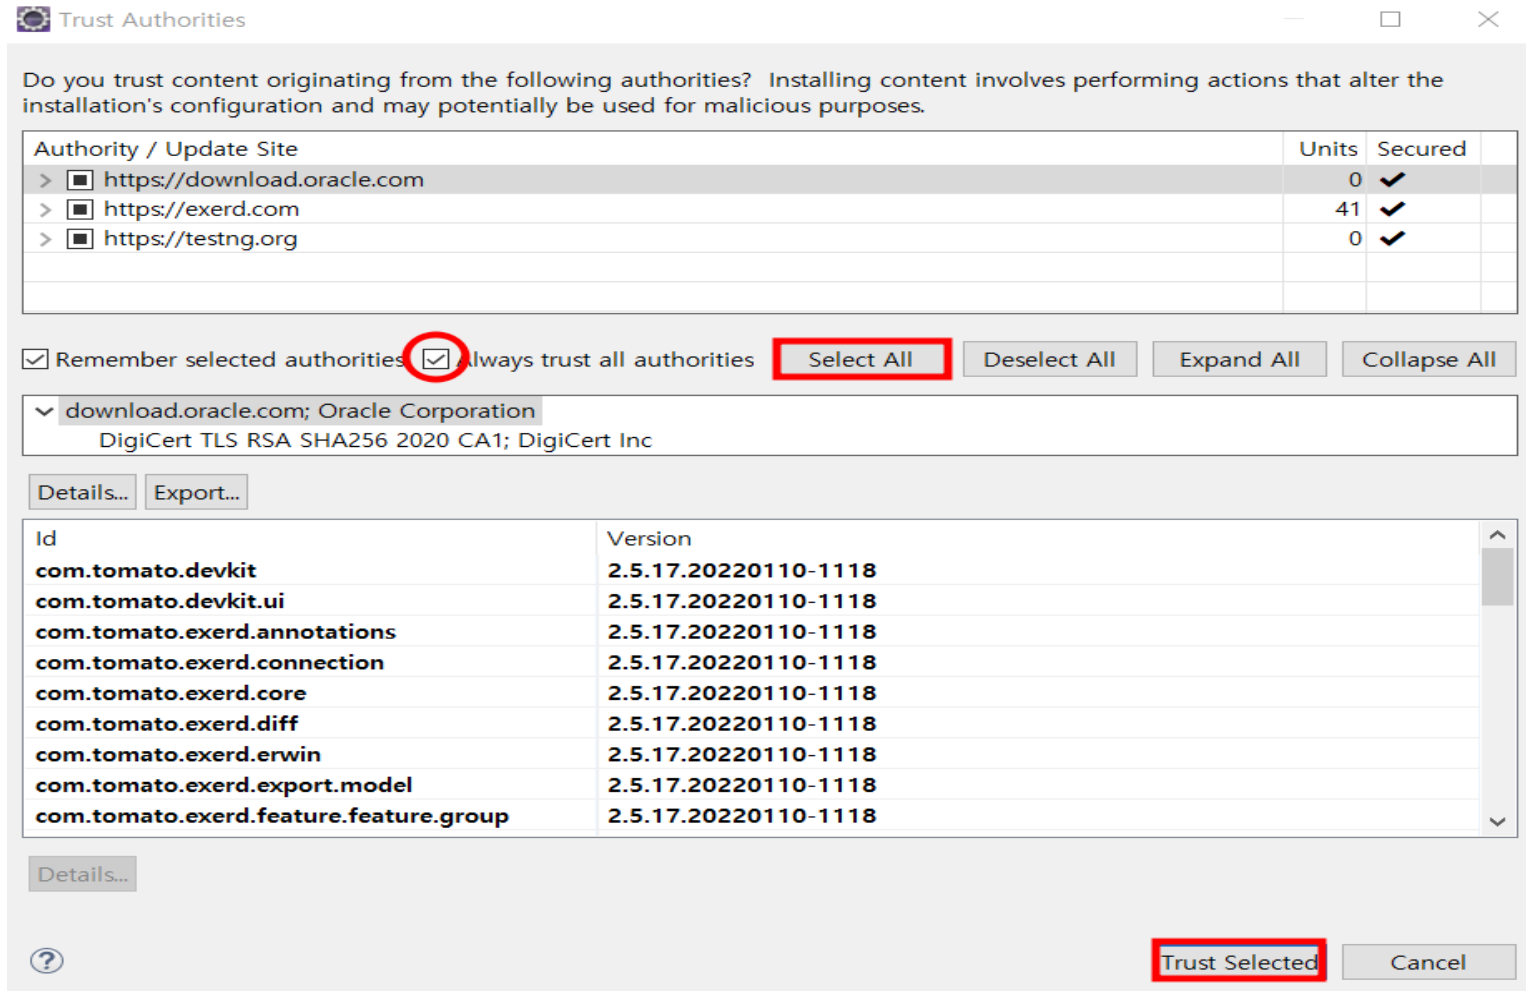 Trust Authorities
Do you trust content originating from the following authorities?  Installing content involves performing actions that alter the
installation's configuration and may potentially be used for malicious purposes.
Authority / Update Site Units Secured
https://download.oracle.com 0
https://exerd.com 41
https://testng.org 0
Remember selected authorities Always trust all authorities Select All Deselect All Expand All Collapse All
download.oracle.com; Oracle Corporation
DigiCert TLS RSA SHA256 2020 CA1; DigiCert Inc
Details... Export...
Id Version
com.tomato.devkit 2.5.17.20220110-1118
com.tomato.devkit.ui 2.5.17.20220110-1118
com.tomato.exerd.annotations 2.5.17.20220110-1118
com.tomato.exerd.connection 2.5.17.20220110-1118
com.tomato.exerd.core 2.5.17.20220110-1118
com.tomato.exerd.diff 2.5.17.20220110-1118
com.tomato.exerd.erwin 2.5.17.20220110-1118
com.tomato.exerd.export.model 2.5.17.20220110-1118
com.tomato.exerd.feature.feature.group 2.5.17.20220110-1118
Details...
Trust Selected Cancel